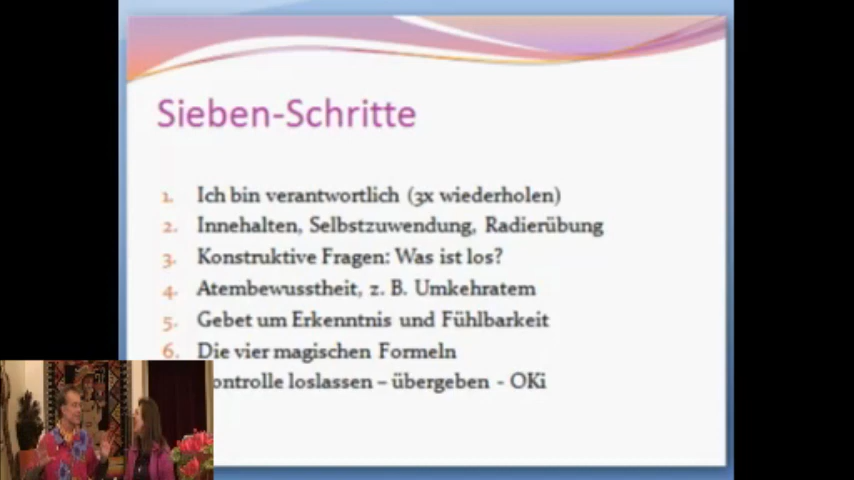 Sieben-Schritte
1. Ich bin verantwortlich (3x wiederholen)
2. Innehalten, Selbstzuwendung, Radierübung
3. Konstruktive Fragen: Was ist los?
4. Atembewusstheit, z. B. Umkehratem
5. Gebet um Erkenntnis und Fühlbarkeit
6. Die vier magischen Formeln
ontrolle loslassen – übergeben - OKi